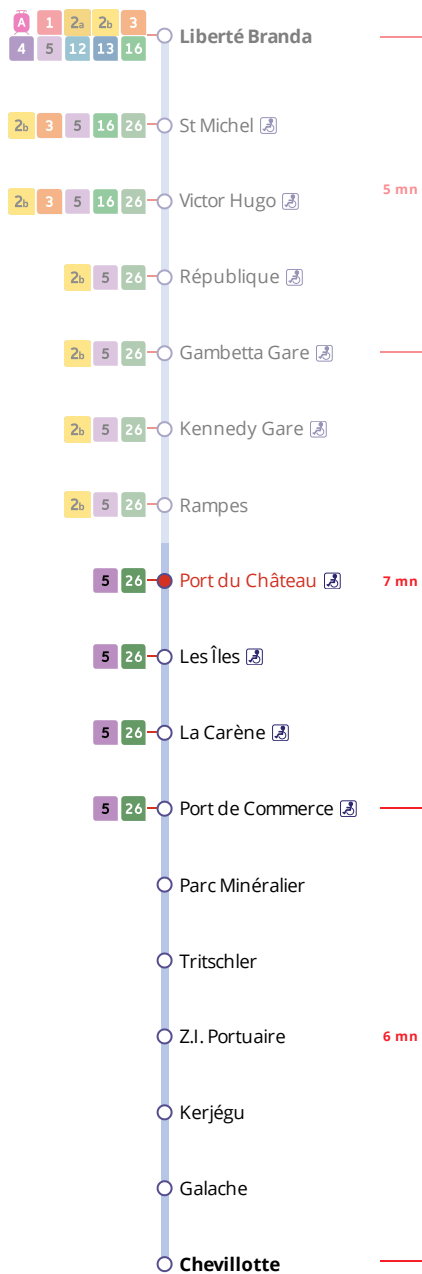 A 1 2a 2b 3
Liberté Branda
4 5 12 13 16
2b 3 5 16 26 St Michel
5 mn
2b 3 5 16 26 Victor Hugo
2b 5 26 République
2b 5 26 Gambetta Gare
2b 5 26 Kennedy Gare
2b 5 26 Rampes
5 26 Port du Château 7 mn
5 26 Les Îles
5 26 La Carène
5 26 Port de Commerce
Parc Minéralier
Tritschler
Z.I. Portuaire 6 mn
Kerjégu
Galache
Chevillotte